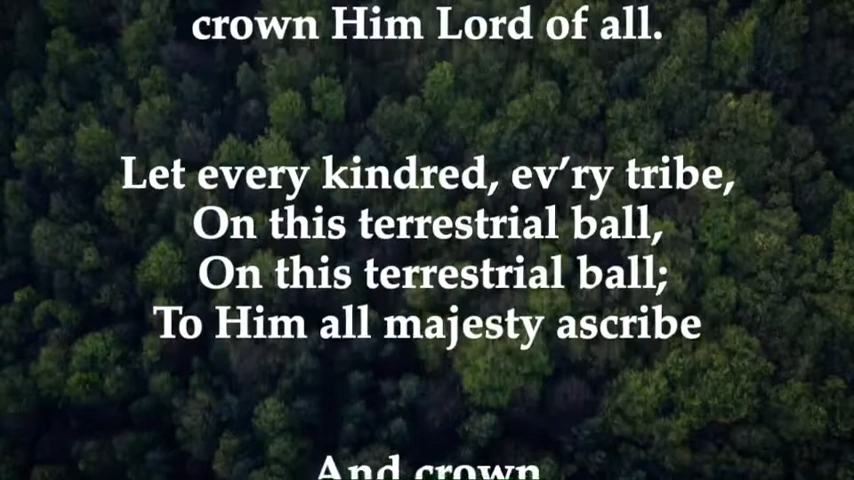 crown Him Lord of all.
Let every kindred, ev’ry tribe,
On this terrestrial ball,
On this terrestrial ball;
To Him all majesty ascribe
And crown